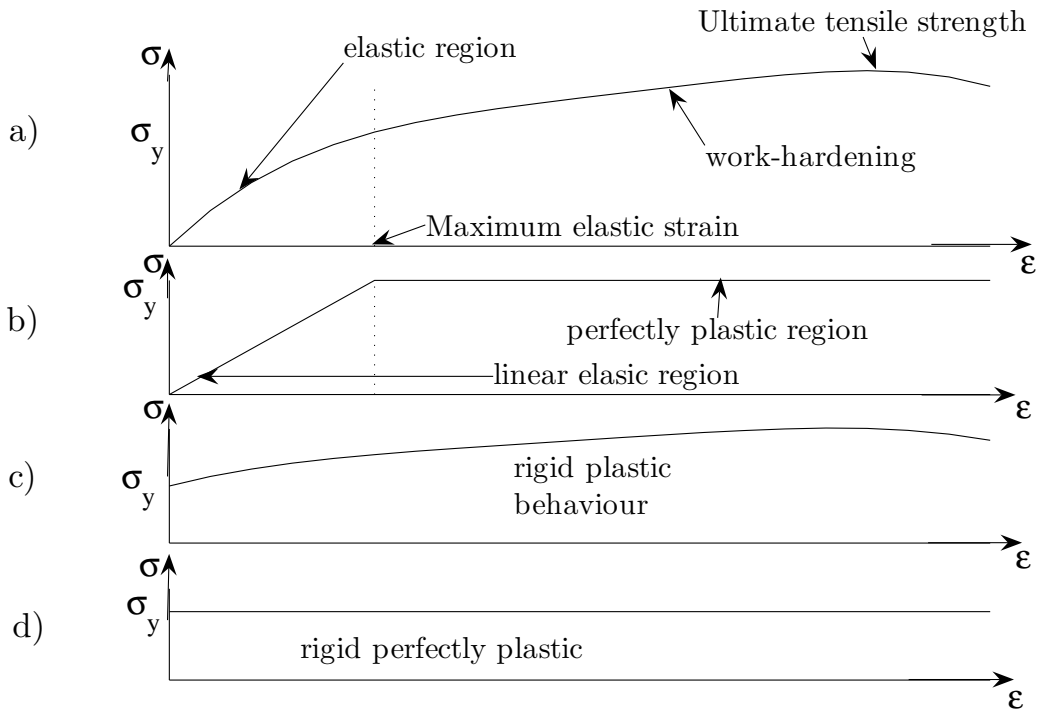 Ultimate tensile strength
σ
elastic region
a)
σy
work-hardening
Maximum elastic strain
ε
σ
σy
b)
perfectly plastic region
linear elasic region
ε
σ
c)
σy
rigid plastic
behaviour
ε
σ
σy
d)
rigid perfectly plastic
ε